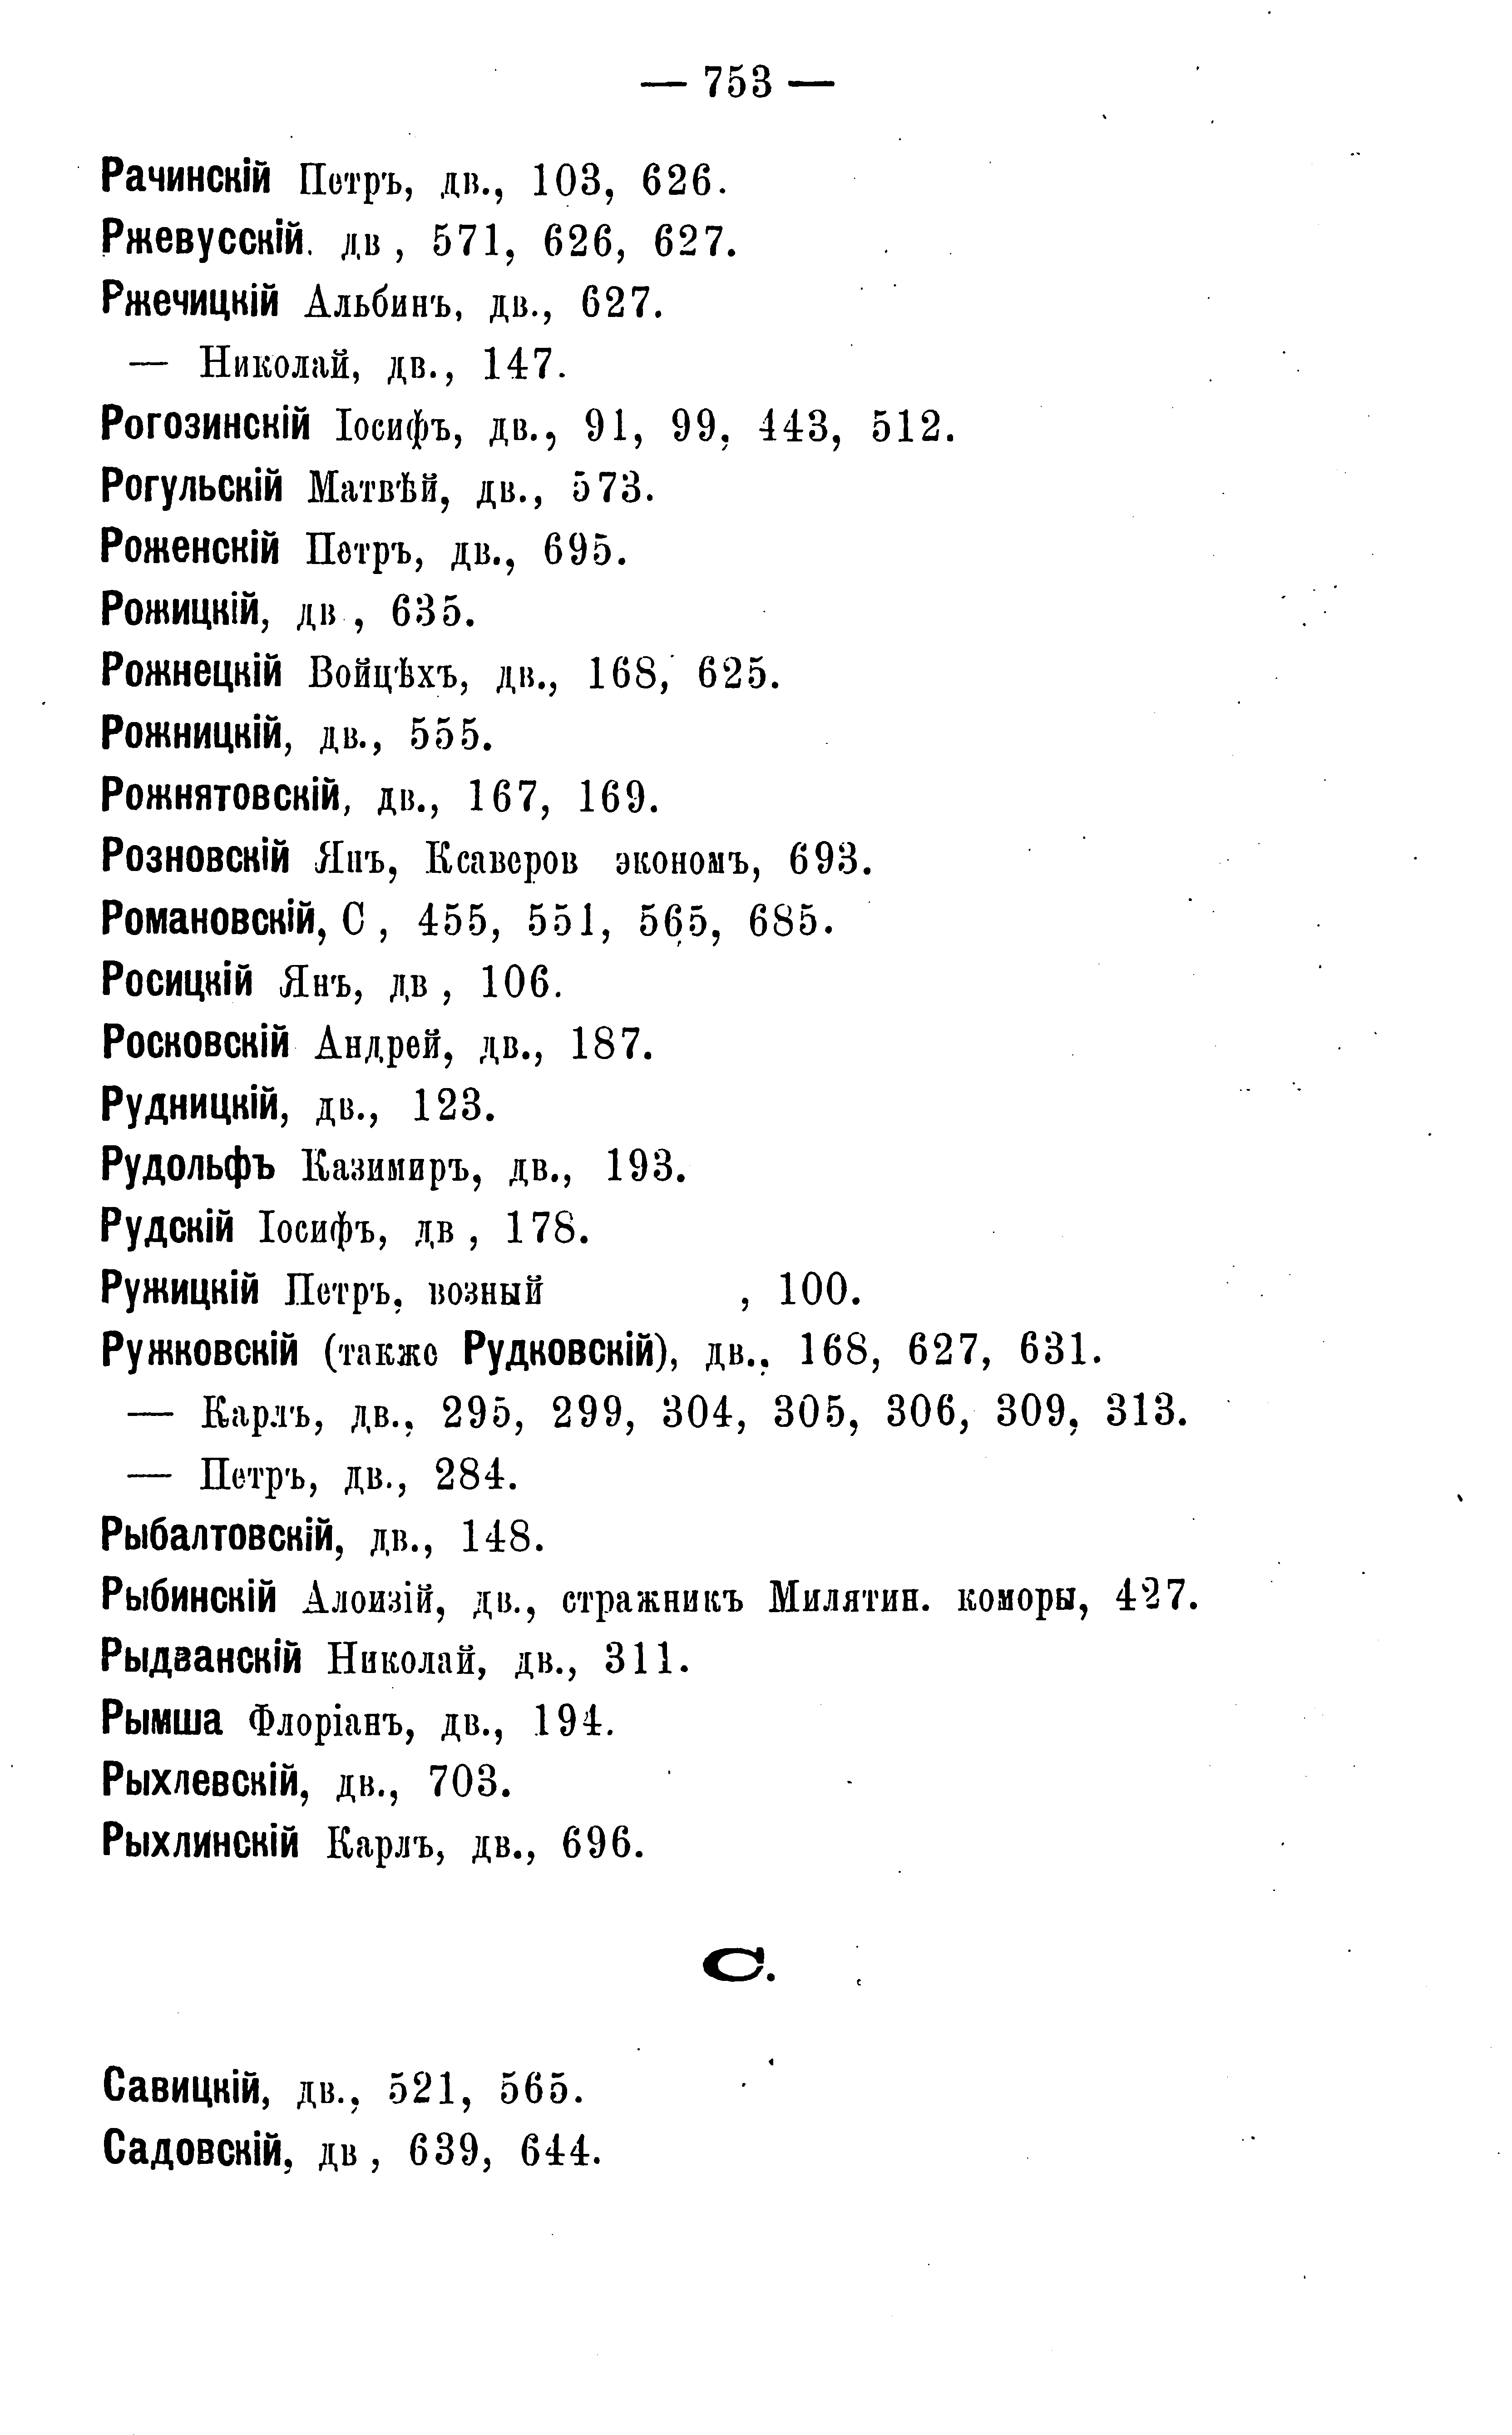 — 753 —
Рачинскій Петръ, дв., 103, 626.
Ржевусскій. дв , 571, 626, 627.
Ржечицкій Альбинъ, дв., 627.
— Николай, дв., 147.
Рогозинскій Іосифъ, дв., 91, 99, 443, 512.
Рогульскій Матвѣй, дв., 573.
Роженскій Петръ, дв., 695.
Рожицкій, дв , 635.
Рожнецкій Войцѣхъ, дв., 168, 625.
Рожницкій, дв., 555.
Рожнятовскій, дв., 167, 169.
Розновскій Янъ, Ксаверов экономъ, 693.
Романовскій, С , 455, 551, 565, 685.
Росицкій Янъ, дв , 106.
Росковскій Андрей, дв., 187.
Рудницкій, дв., 123.
Рудольфъ Казимиръ, дв., 193.
Рудскій Іосифъ, дв , 178.
Ружицкій Петръ, возный , 100.
Ружковскій (также Рудковскій), дв., 168, 627, 631.
— Карлъ, дв., 295, 299, 304, 305, 306, 309, 313.
— Петръ, дв., 284.
Рыбалтовскій, дв., 148.
Рыбинскій Алоизій, дв., стражникъ Милятин. коморы, 427.
Рыдзанскій Николай, дв., 311.
Рымша Флоріанъ, дв., 194.
Рыхлевскій, дв., 703.
Рыхлинскій Карлъ, дв., 696.
С.
Савицкій, дв., 521, 565.
Садовскій, дв , 639, 644.